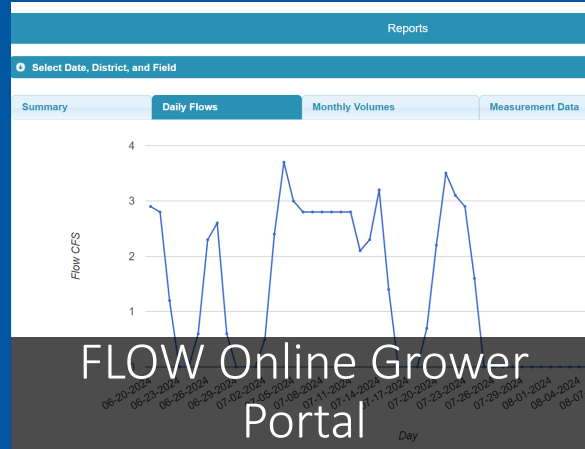 Reports
Select Date, District, and Field
Summary Daily Flows Monthly Volumes Measurement Data
4
3
2
1
Flow CFS
FLOW Online Grower
Portal
06-20-2024 06-23-2024 06-26-2024 06-29-2024 07-02-2024 07-05-2024 07-08-2024 07-11-2024 07-14-2024 07-17-2024 07-20-2024 07-23-2024 07-26-2024 07-29-2024 08-01-2024 08-04-2024
Day